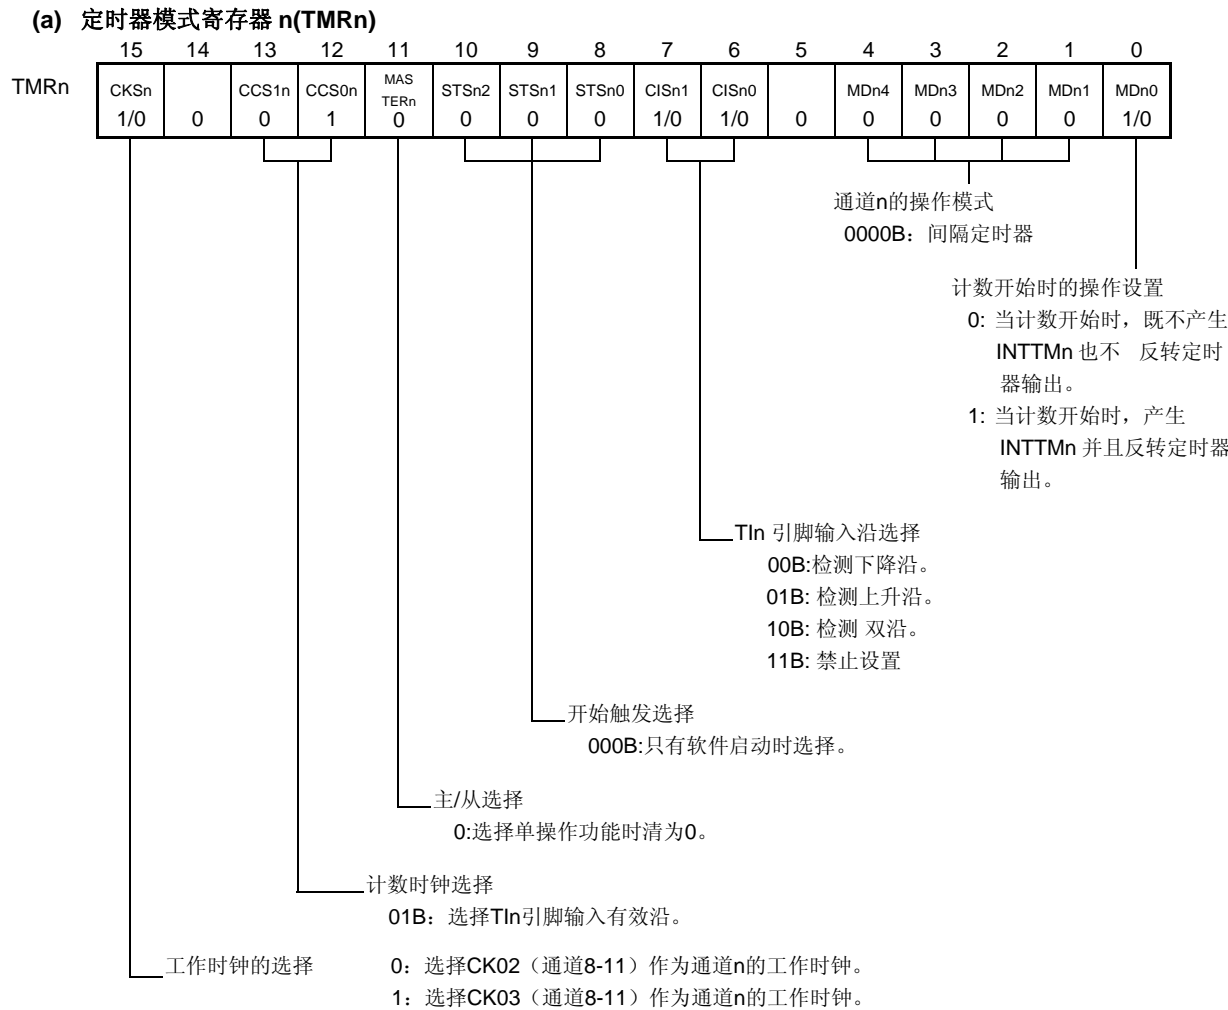 (a) 定时器模式寄存器 n(TMRn)
15 14 13 12 11 10 9 8 7 6 5 4 3 2 1 0
TMRn
CKSn CCS1n CCS0n MAS TERn STSn2 STSn1 STSn0 CISn1 CISn0 MDn4 MDn3 MDn2 MDn1 MDn0
1/0 0 0 1 0 0 0 0 1/0 1/0 0 0 0 0 0 1/0
通道n的操作模式
0000B：间隔定时器
计数开始时的操作设置
0: 当计数开始时，既不产生
INTTMn 也不 反转定时
器输出。
1: 当计数开始时，产生
INTTMn 并且反转定时器
输出。
TIn 引脚输入沿选择
00B:检测下降沿。
01B: 检测上升沿。
10B: 检测 双沿。
11B: 禁止设置
开始触发选择
000B:只有软件启动时选择。
主/从选择
0:选择单操作功能时清为0。
计数时钟选择
01B：选择TIn引脚输入有效沿。
工作时钟的选择 0：选择CK02（通道8-11）作为通道n的工作时钟。
1：选择CK03（通道8-11）作为通道n的工作时钟。